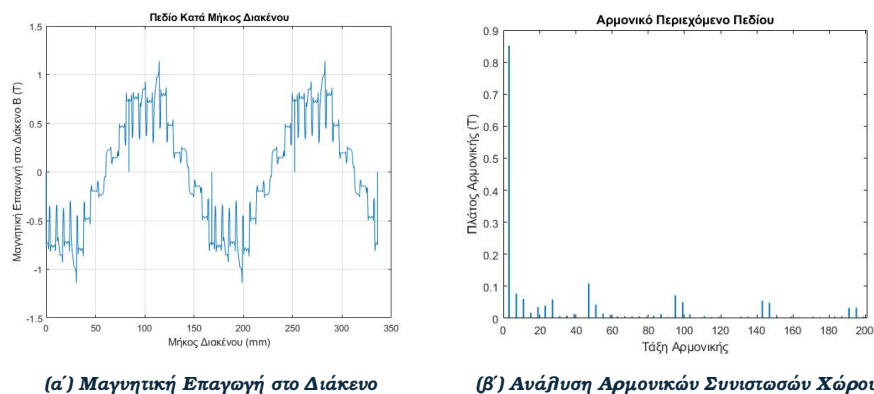 Πεδίο Κατά Μήκος Διακένου
Μαγνητική Επαγωγή στο Διάκενο B (T)
1.5
1
0.5
0
-0.5
-1
-1.5
0 50 100 150 200 250 300 350
Μήκος Διακένου (mm)
(α΄) Μαγνητική Επαγωγή στο Διάκενο
Αρμονικό Περιεχόμενο Πεδίου
Πλάτος Αρμονικής (T)
0.9
0.8
0.7
0.6
0.5
0.4
0.3
0.2
0.1
0
0 20 40 60 80 100 120 140 160 180 200
Τάξη Αρμονικής
(β΄) Ανάλυση Αρμονικών Συνιστωσών Χώρου